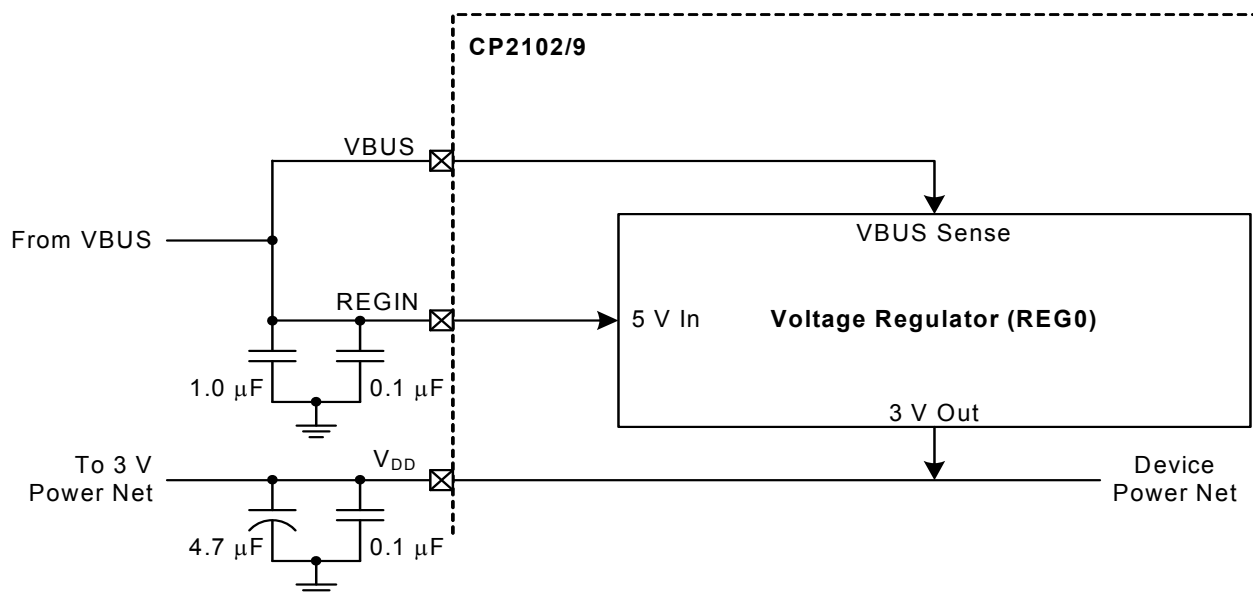 CP2102/9
VBUS
From VBUS
VBUS Sense
REGIN
5 V In
Voltage Regulator (REG0)
1.0 μF
0.1 μF
3 V Out
To 3 V
Power Net
VDD
Device
Power Net
4.7 μF
0.1 μF